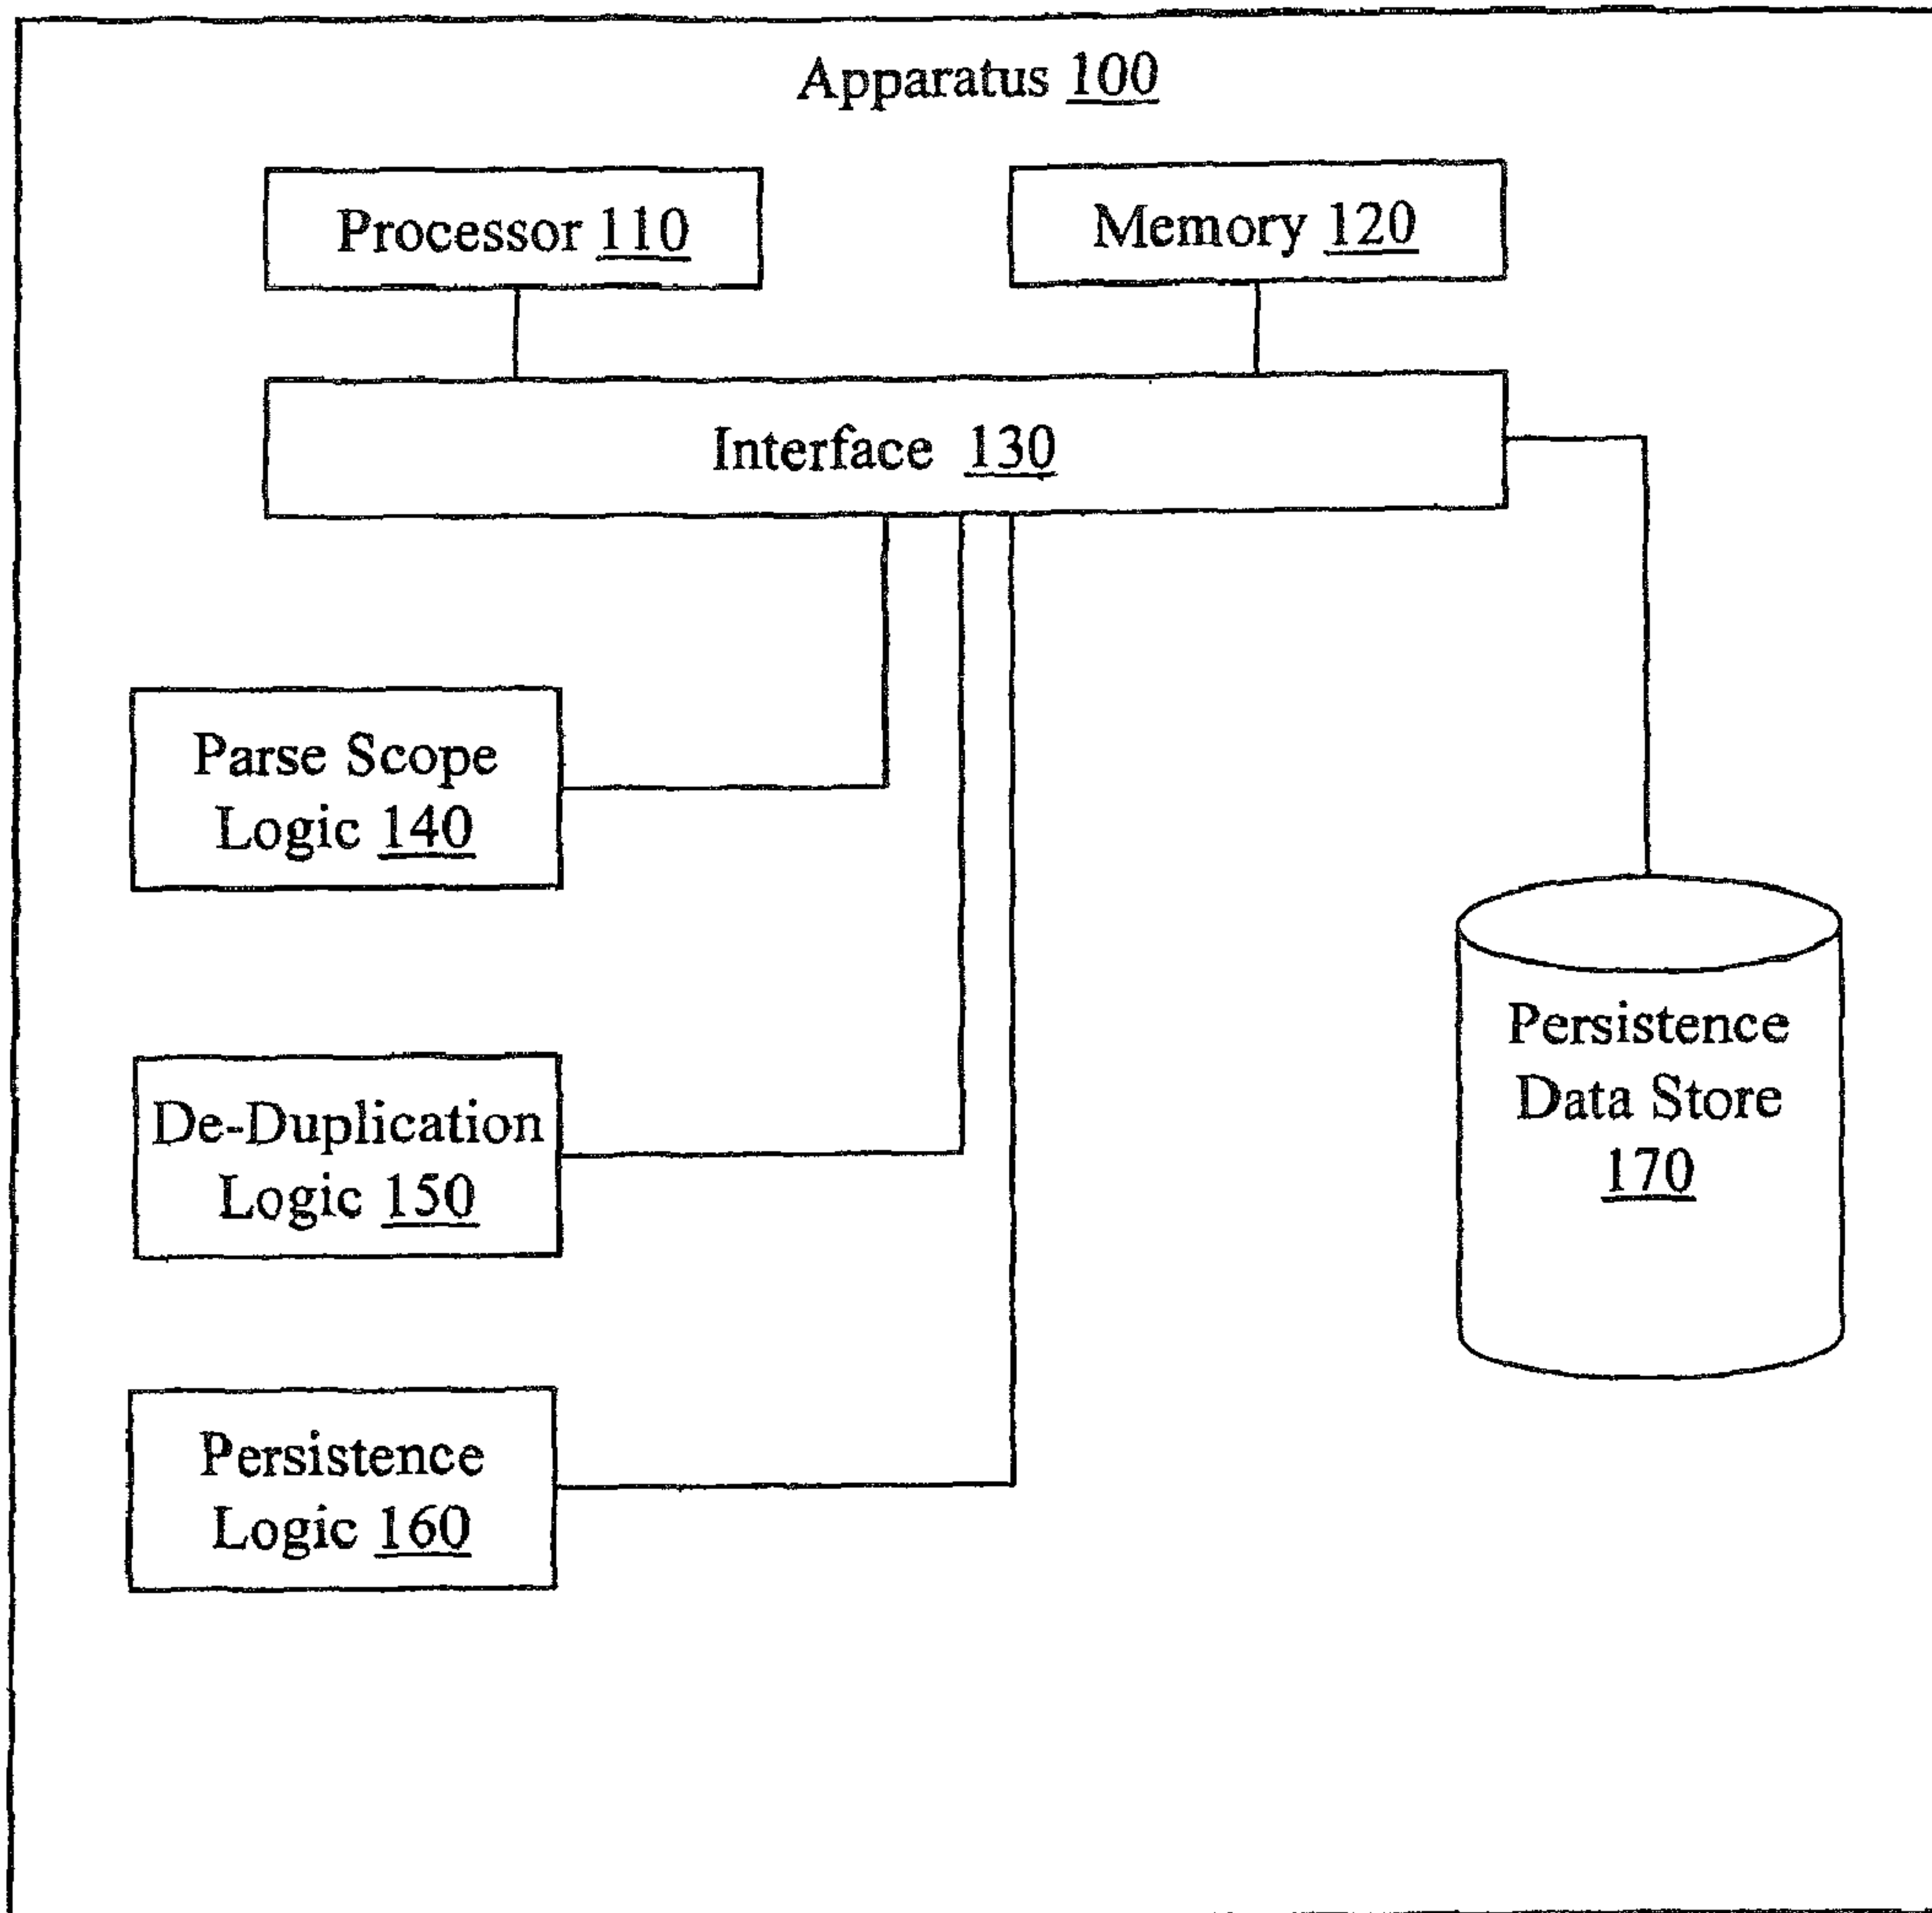 Apparatus 100
Processor 110
Memory 120
Interface 130
Parse Scope
Logic 140
De-Duplication
Logic 150
Persistence
Logic 160
Persistence
Data Store
170